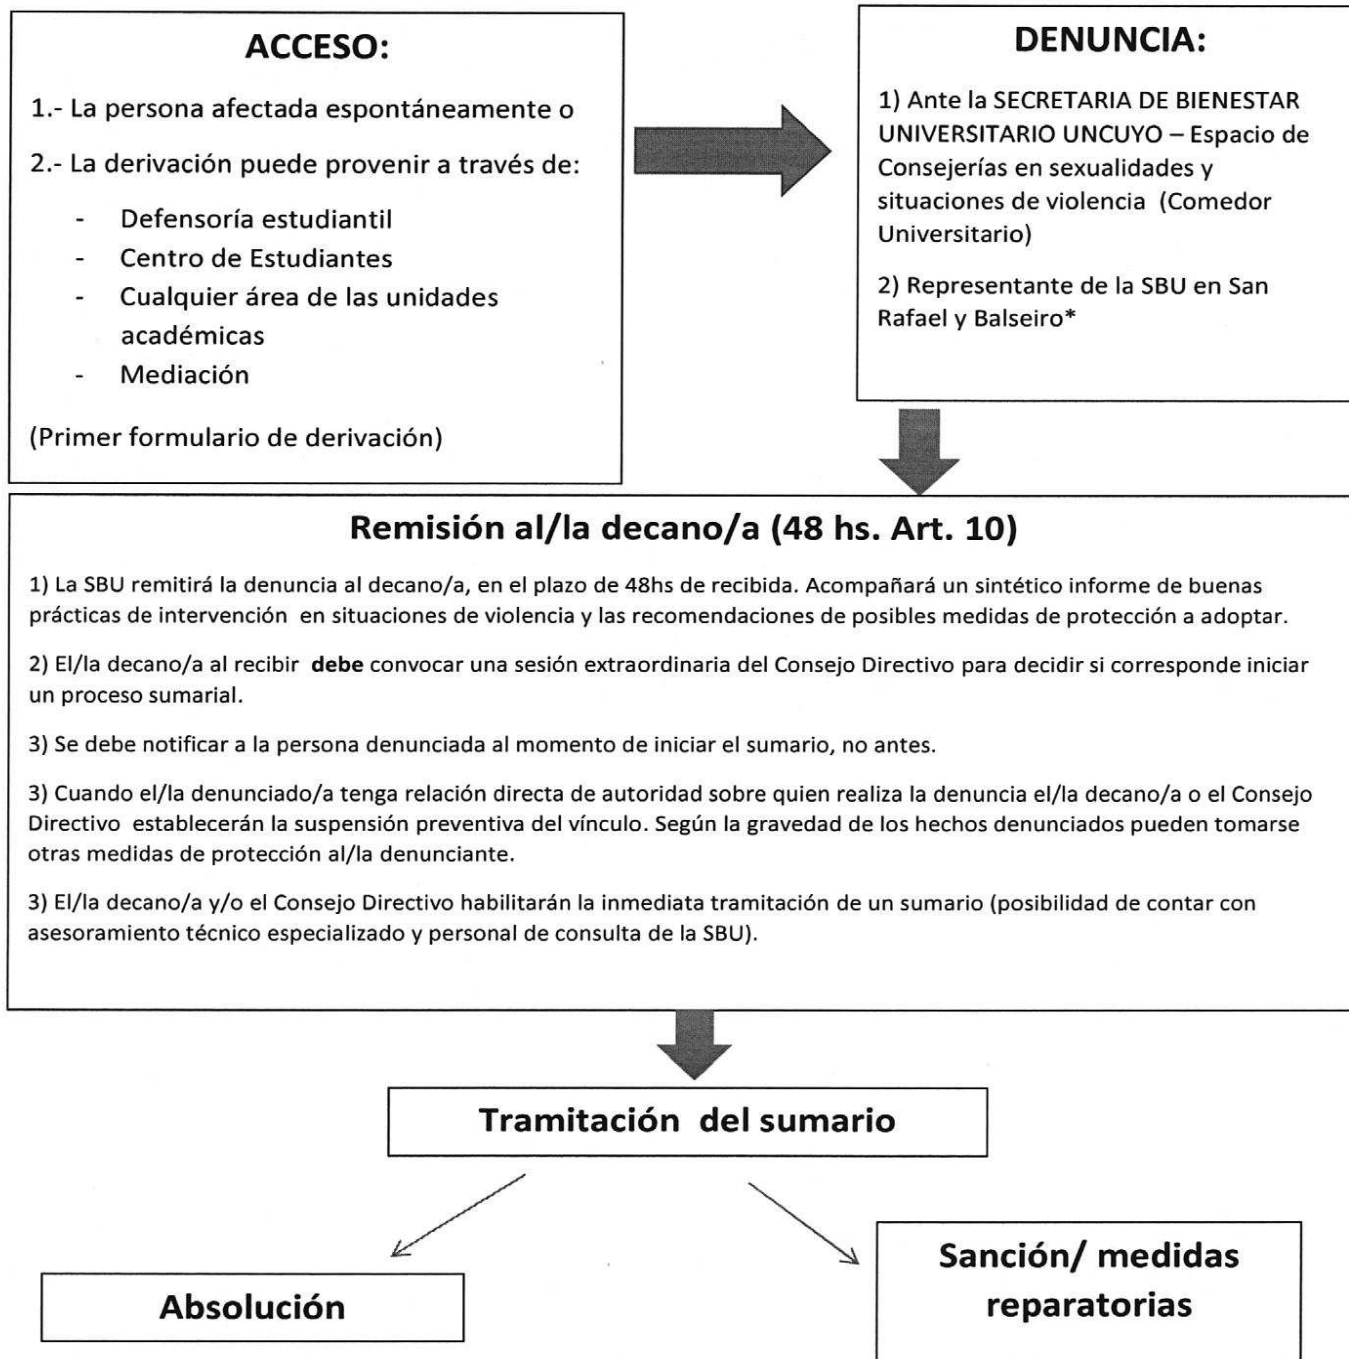 ACCESO:
1.- La persona afectada espontáneamente o
2.- La derivación puede provenir a través de:
- Defensoría estudiantil
- Centro de Estudiantes
- Cualquier área de las unidades
académicas
- Mediación
(Primer formulario de derivación)
DENUNCIA:
1) Ante la SECRETARIA DE BIENESTAR
UNIVERSITARIO UNCUYO – Espacio de
Consejerías en sexualidades y
situaciones de violencia (Comedor
Universitario)
2) Representante de la SBU en San
Rafael y Balseiro*
Remisión al/la decano/a (48 hs. Art. 10)
1) La SBU remitirá la denuncia al decano/a, en el plazo de 48hs de recibida. Acompañará un sintético informe de buenas
prácticas de intervención en situaciones de violencia y las recomendaciones de posibles medidas de protección a adoptar.
2) El/la decano/a al recibir debe convocar una sesión extraordinaria del Consejo Directivo para decidir si corresponde iniciar
un proceso sumarial.
3) Se debe notificar a la persona denunciada al momento de iniciar el sumario, no antes.
3) Cuando el/la denunciado/a tenga relación directa de autoridad sobre quien realiza la denuncia el/la decano/a o el Consejo
Directivo establecerán la suspensión preventiva del vínculo. Según la gravedad de los hechos denunciados pueden tomarse
otras medidas de protección al/la denunciante.
3) El/la decano/a y/o el Consejo Directivo habilitarán la inmediata tramitación de un sumario (posibilidad de contar con
asesoramiento técnico especializado y personal de consulta de la SBU).
Tramitación del sumario
Absolución
Sanción/ medidas
reparatorias